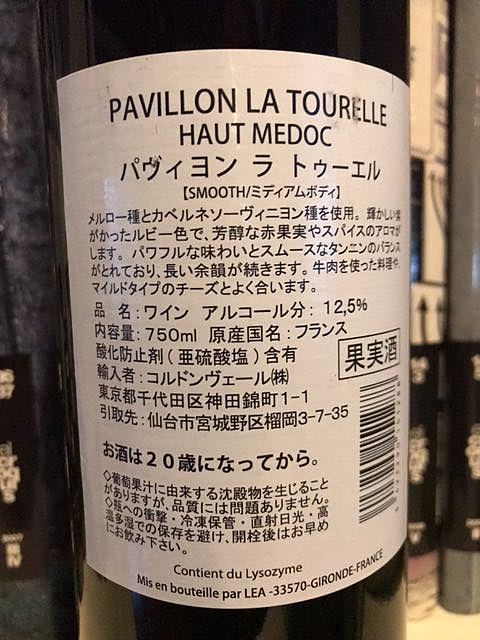 PAVILLON LA TOURELLE
HAUT MEDOC
パヴィヨン ラ トゥーエル
【SMOOTH/ミディアムボディ】
メルロー種とカベルネソーヴィニヨン種を使用。輝かしい紫
がかったルビー色で、芳醇な赤果実やスパイスのアロマが
します。パワフルな味わいとスムースなタンニンのバランス
がとれており、長い余韻が続きます。牛肉を使った料理や、
マイルドタイプのチーズとよく合います。
品 名:ワイン アルコール分: 12,5%
内容量:750ml 原産国名:フランス
酸化防止剤(亜硫酸塩)含有
果実酒
輸入者:コルドンヴェール㈱
東京都千代田区神田錦町1-1
引取先:仙台市宮城野区榴岡3-7-35
お酒は20歳になってから。
◇葡萄果汁に由来する沈殿物を生じること
がありますが、品質には問題ありません。
◇瓶への衝撃・冷凍保管・直射日光・高
温多湿での保存を避け、開栓後はお早め
にお飲み下さい。
Contient du Lysozyme
Mis en bouteille par LEA -33570-GIRONDE-FRANCE